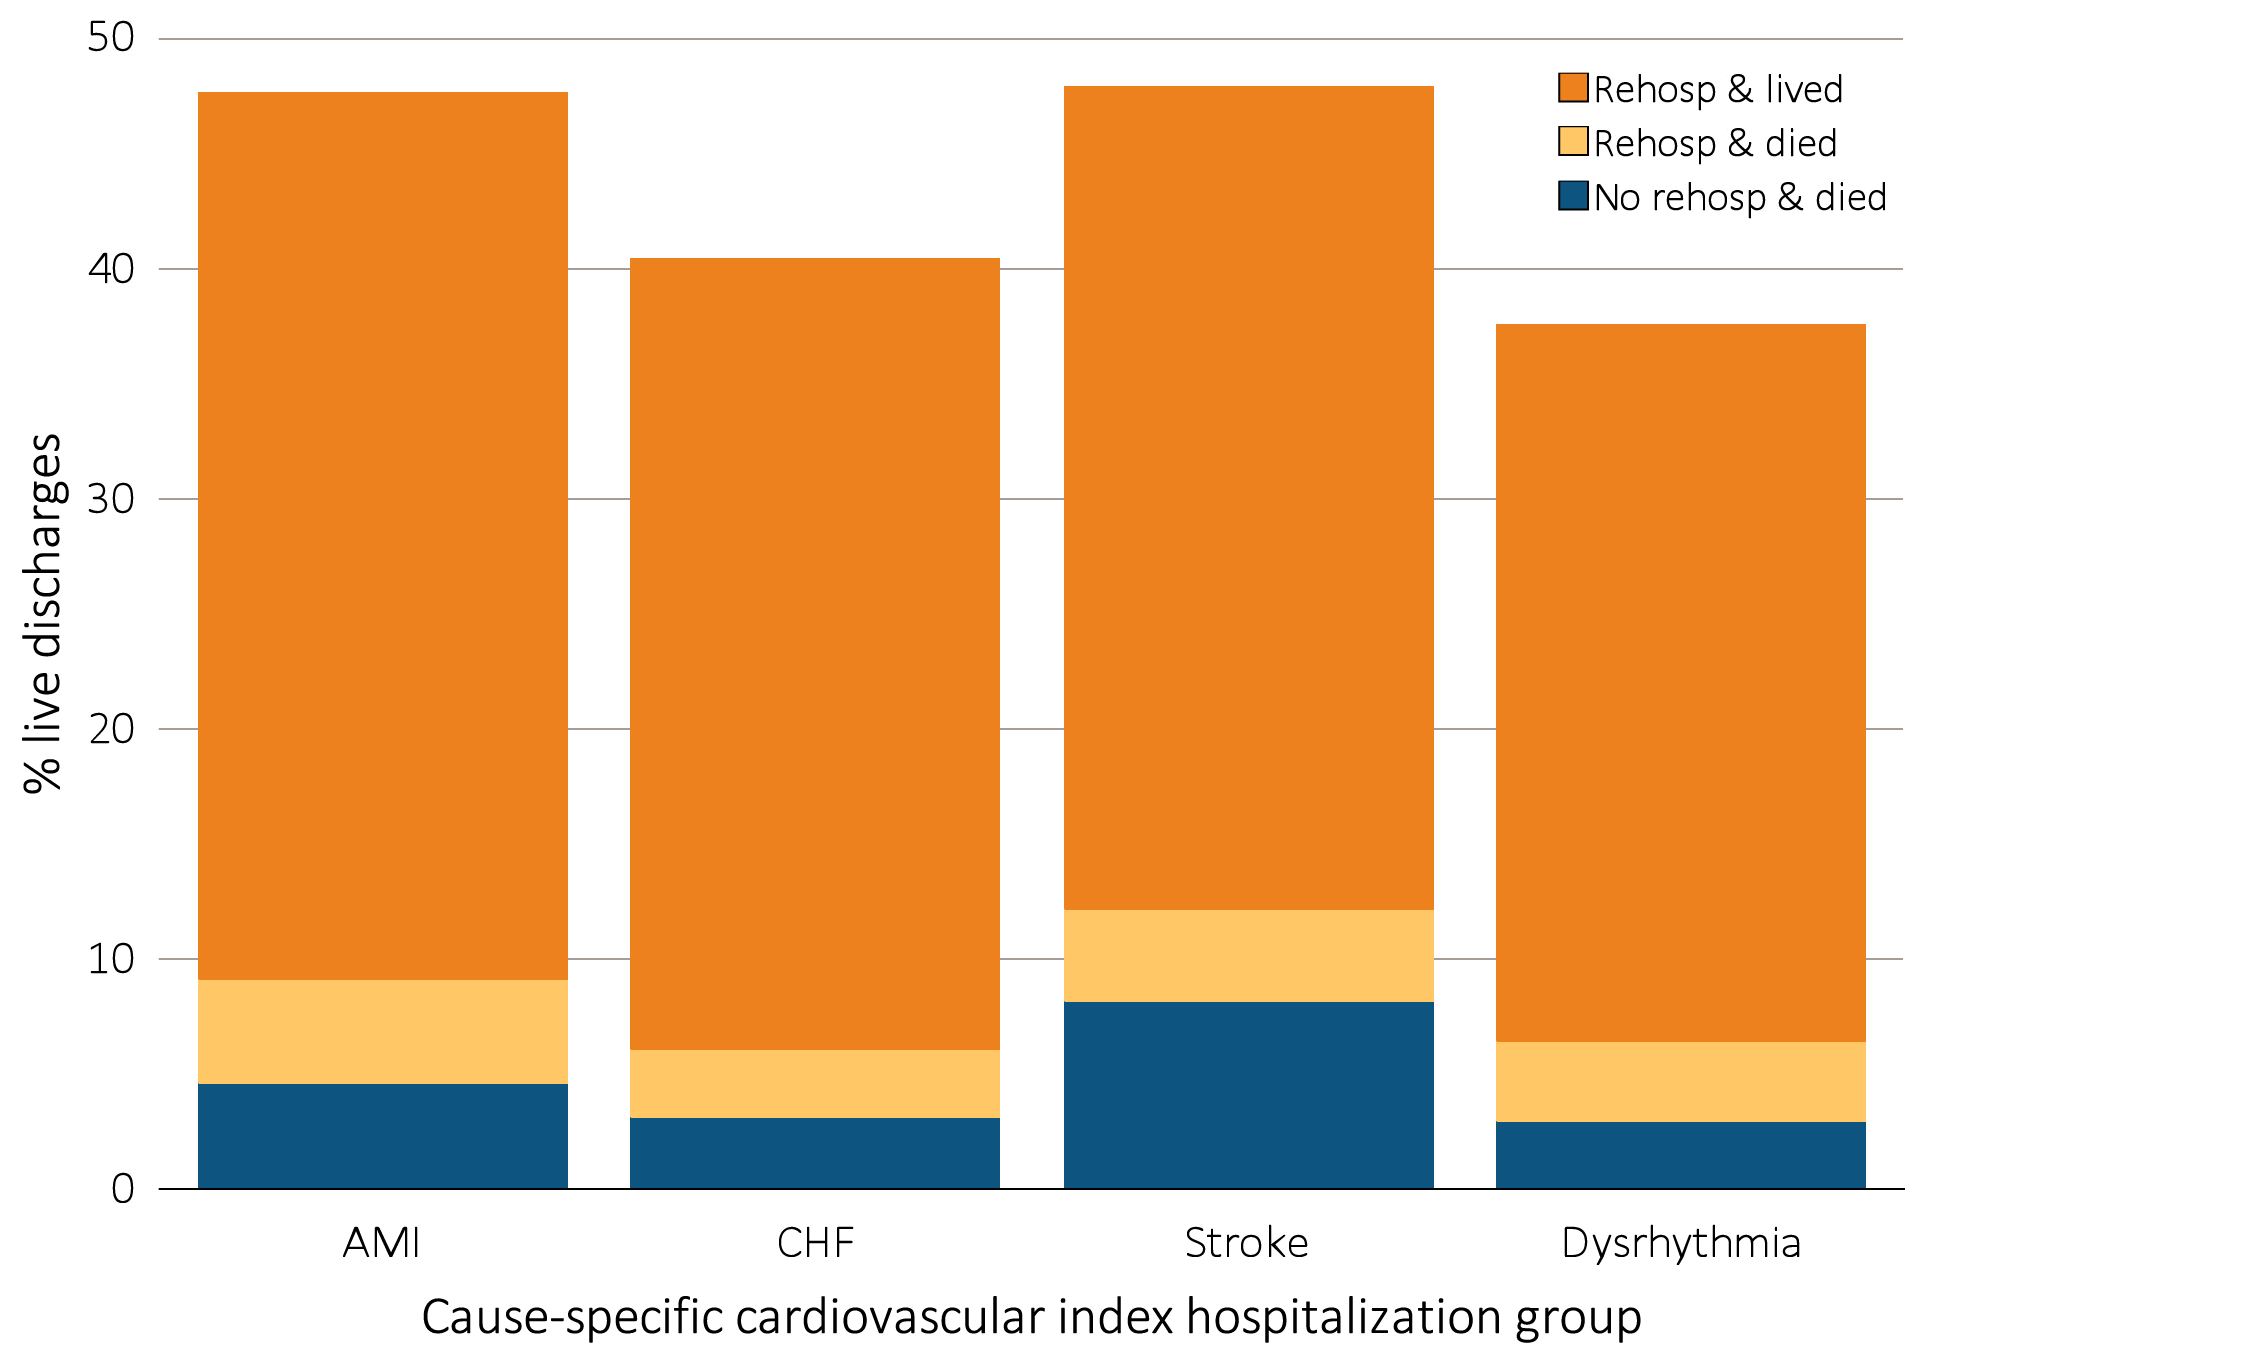 50
40
30
20
10
0
% live discharges
Rehosp & lived
Rehosp & died
No rehosp & died
AMI
CHF
Stroke
Dysrhythmia
Cause-specific cardiovascular index hospitalization group